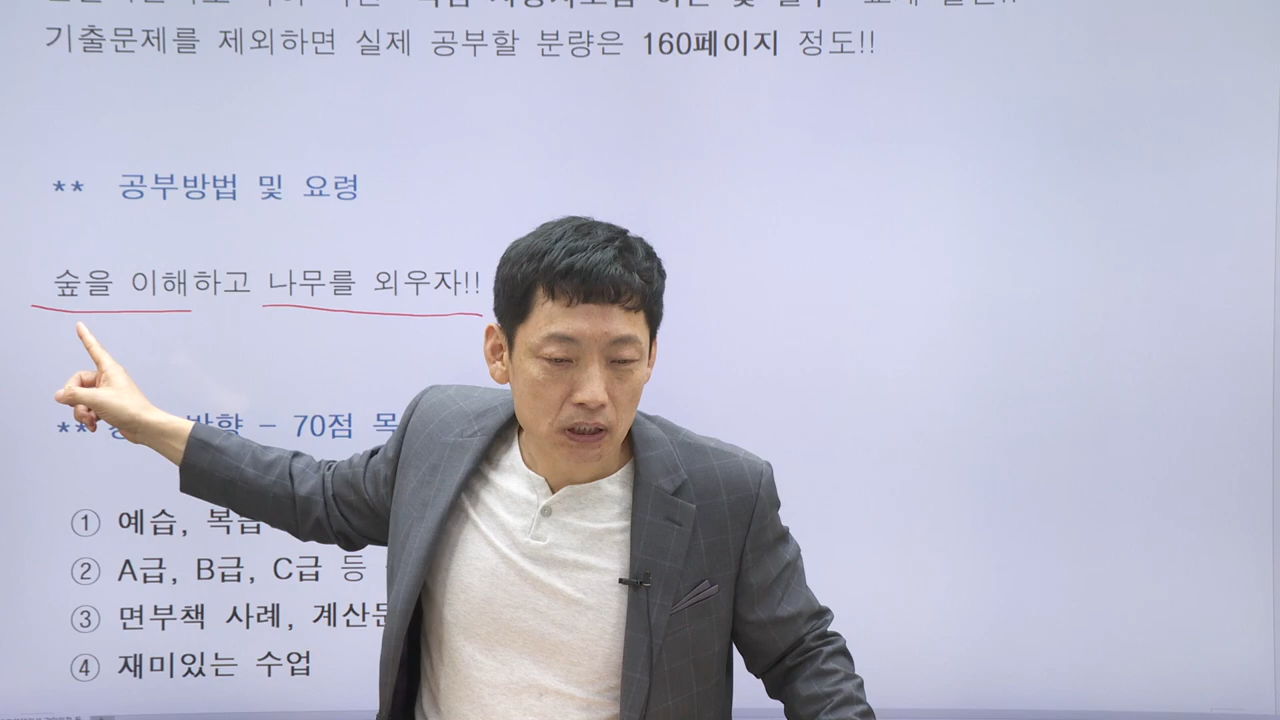 기출문제를 제외하면 실제 공부할 분량은 160페이지 정도!!
** 공부방법 및 요령
숲을 이해하고 나무를 외우자!!
** 방향 - 70점
① 예습, 복습
② A급, B급, C급 등
③ 면부책 사례,
④ 재미있는 수업